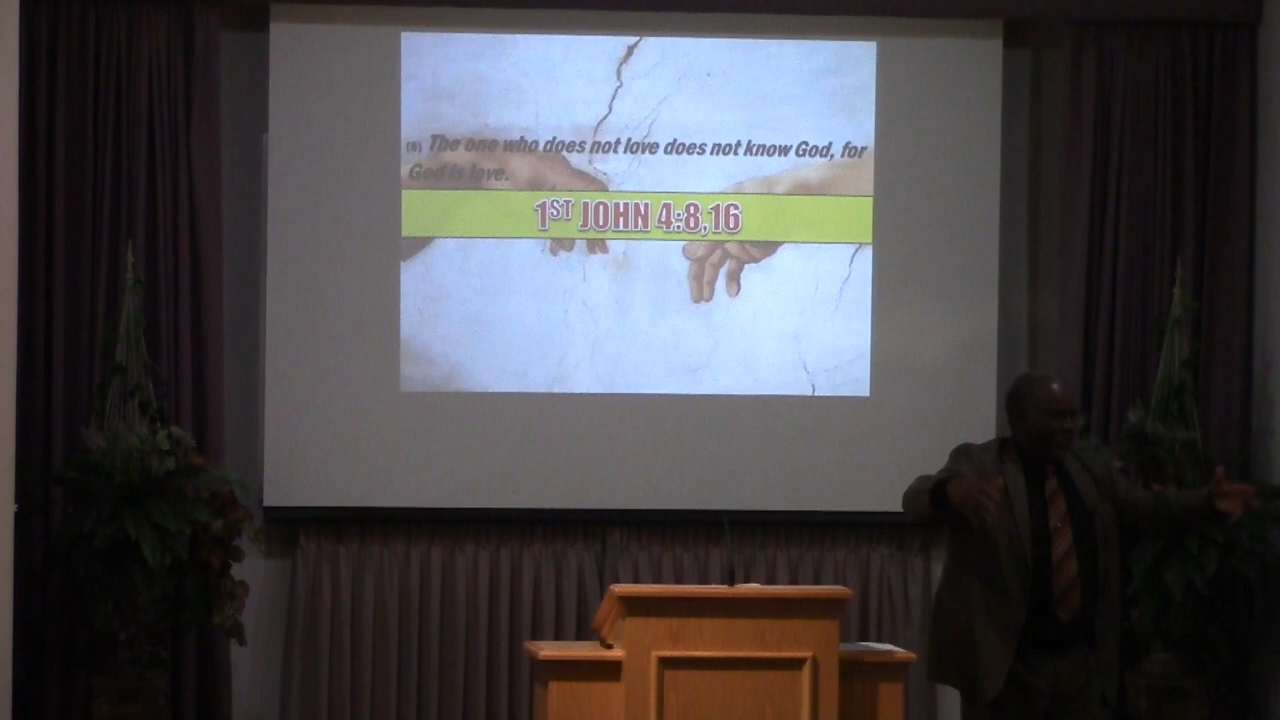 (8) The one who does not love does not know God, for
God is love.
1ST JOHN 4:8,16